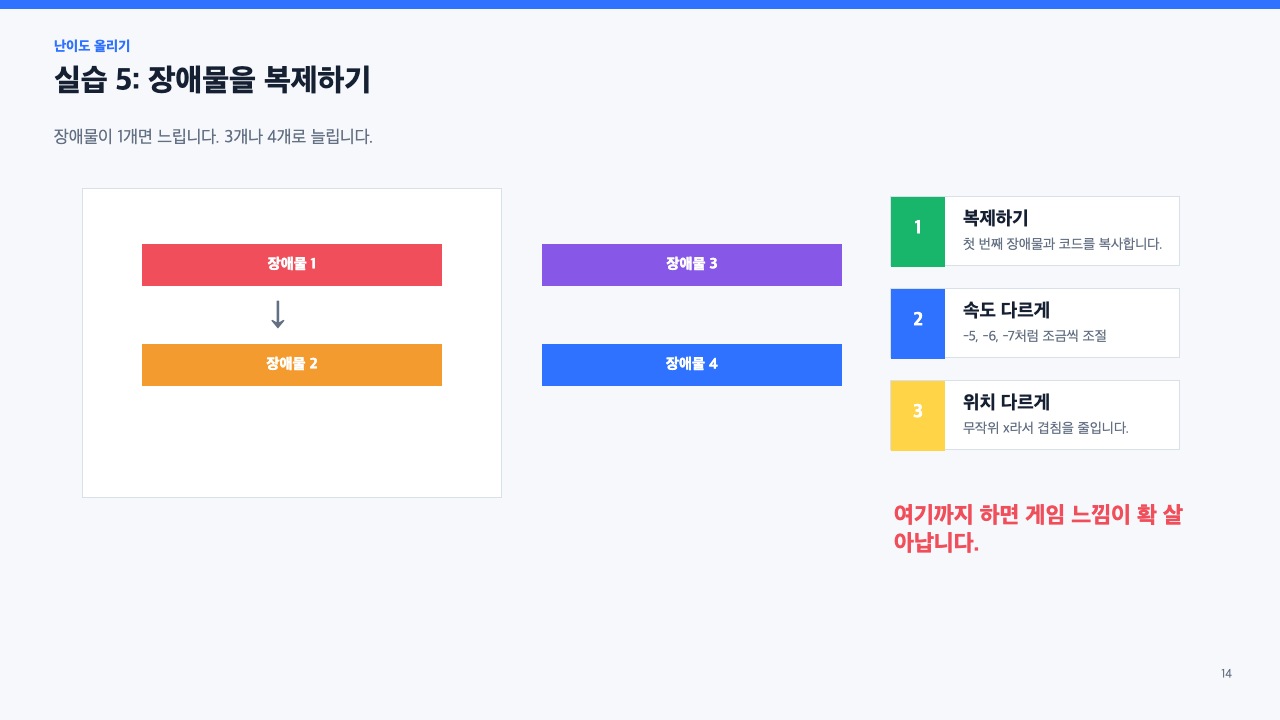 난이도 올리기
실습 5: 장애물을 복제하기
장애물이 1개면 느립니다. 3개나 4개로 늘립니다.
장애물 1
장애물 3
↓
장애물 2
장애물 4
1
복제하기
첫 번째 장애물과 코드를 복사합니다.
2
속도 다르게
-5, -6, -7처럼 조금씩 조절
3
위치 다르게
무작위 x라서 겹침을 줄입니다.
여기까지 하면 게임 느낌이 확 살
아납니다.
14